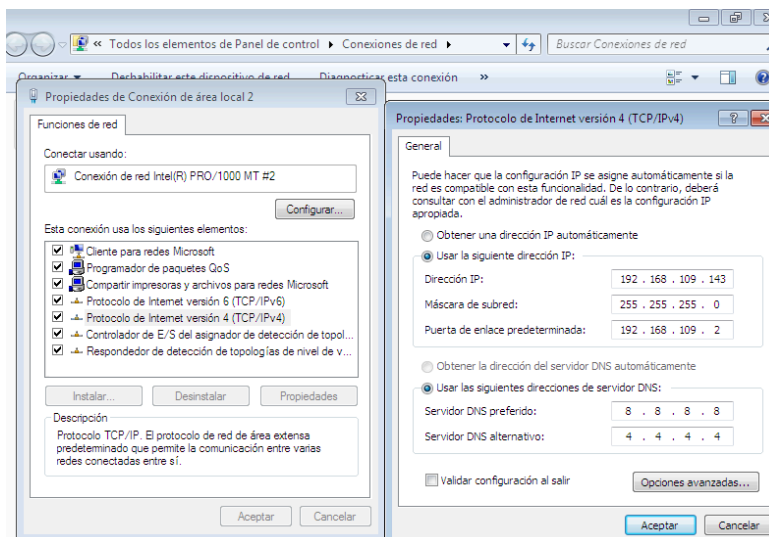 « Todos los elementos de Panel de control ▸ Conexiones de red ▸
Buscar Conexiones de red
Organizar Deshabilitar este dispositivo de red Diagnosticar esta conexión »
Propiedades de Conexión de área local 2
Funciones de red
Conectar usando:
Conexión de red Intel(R) PRO/1000 MT #2
Configurar...
Esta conexión usa los siguientes elementos:
Cliente para redes Microsoft
Programador de paquetes QoS
Compartir impresoras y archivos para redes Microsoft
Protocolo de Internet versión 6 (TCP/IPv6)
Protocolo de Internet versión 4 (TCP/IPv4)
Controlador de E/S del asignador de detección de topol...
Respondedor de detección de topologías de nivel de v...
Instalar... Desinstalar Propiedades
Descripción
Protocolo TCP/IP. El protocolo de red de área extensa
predeterminado que permite la comunicación entre varias
redes conectadas entre sí.
Aceptar Cancelar
Propiedades: Protocolo de Internet versión 4 (TCP/IPv4)
General
Puede hacer que la configuración IP se asigne automáticamente si la
red es compatible con esta funcionalidad. De lo contrario, deberá
consultar con el administrador de red cuál es la configuración IP
apropiada.
Obtener una dirección IP automáticamente
Usar la siguiente dirección IP:
Dirección IP: 192 . 168 . 109 . 143
Máscara de subred: 255 . 255 . 255 . 0
Puerta de enlace predeterminada: 192 . 168 . 109 . 2
Obtener la dirección del servidor DNS automáticamente
Usar las siguientes direcciones de servidor DNS:
Servidor DNS preferido: 8 . 8 . 8 . 8
Servidor DNS alternativo: 4 . 4 . 4 . 4
Validar configuración al salir
Opciones avanzadas...
Aceptar Cancelar